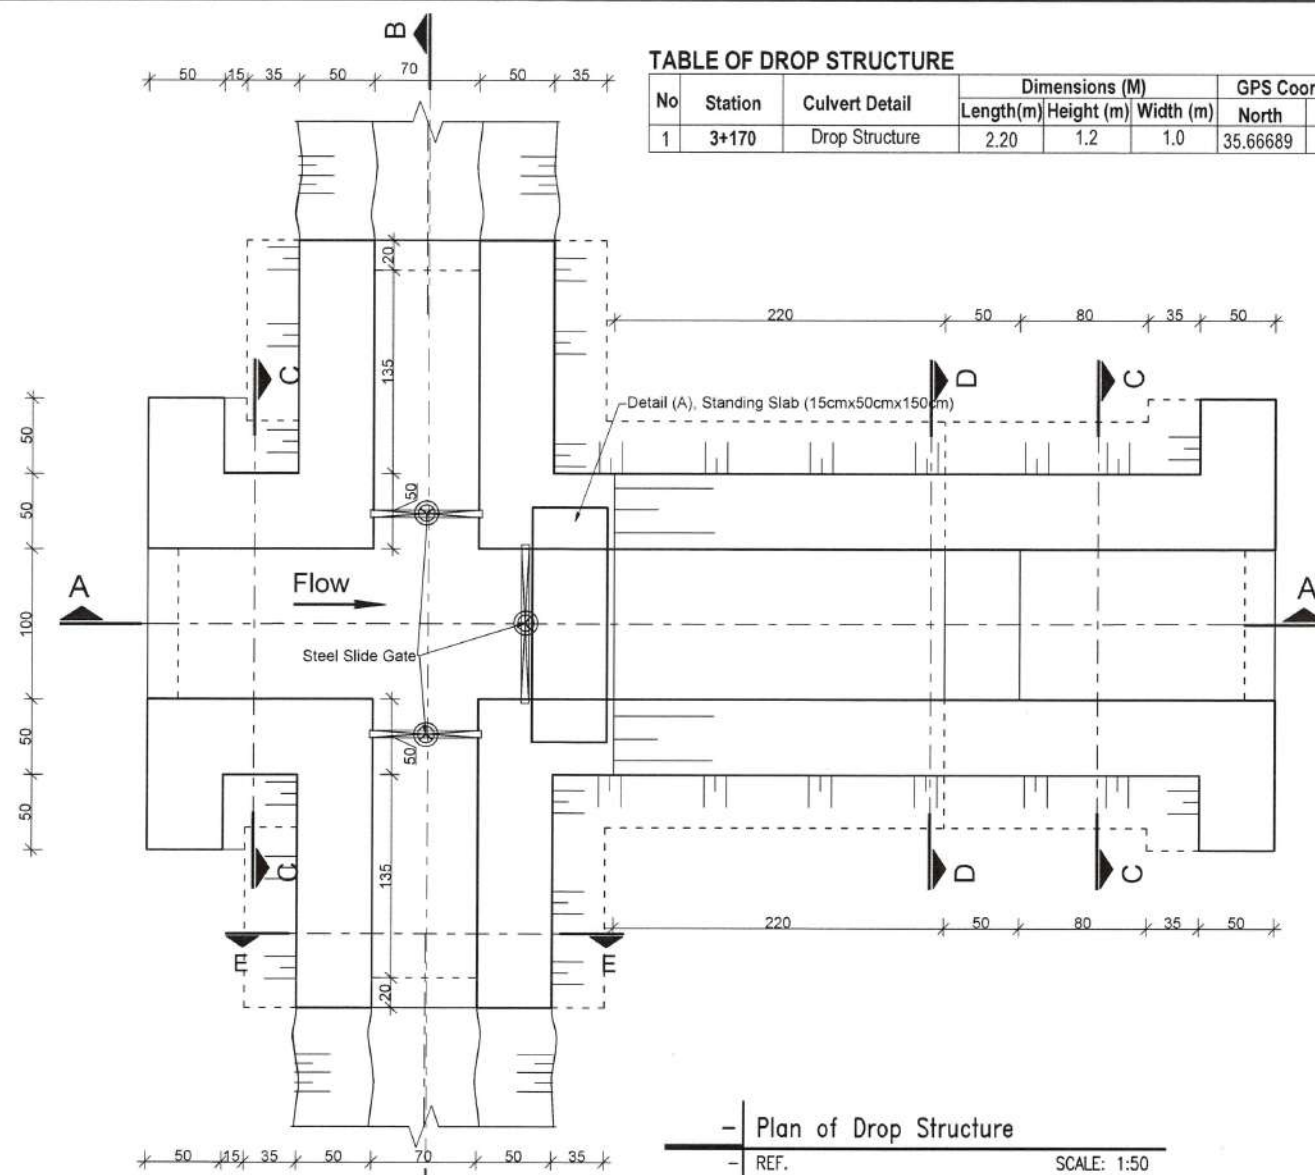 B
50 15 35 50 70 50 35
TABLE OF DROP STRUCTURE
No Station Culvert Detail Dimensions (M) GPS Coor
Length(m) Height (m) Width (m) North
1 3+170 Drop Structure 2.20 1.2 1.0 35.66689
20
220 50 80 35 50
135
C D C
Detail (A), Standing Slab (15cmx50cmx150cm)
50
50
50
A Flow A
100
Steel Slide Gate
50
50
50
135
C D C
220 50 80 35 50
E E
20
50 15 35 50 70 50 35
– Plan of Drop Structure
– REF. SCALE: 1:50